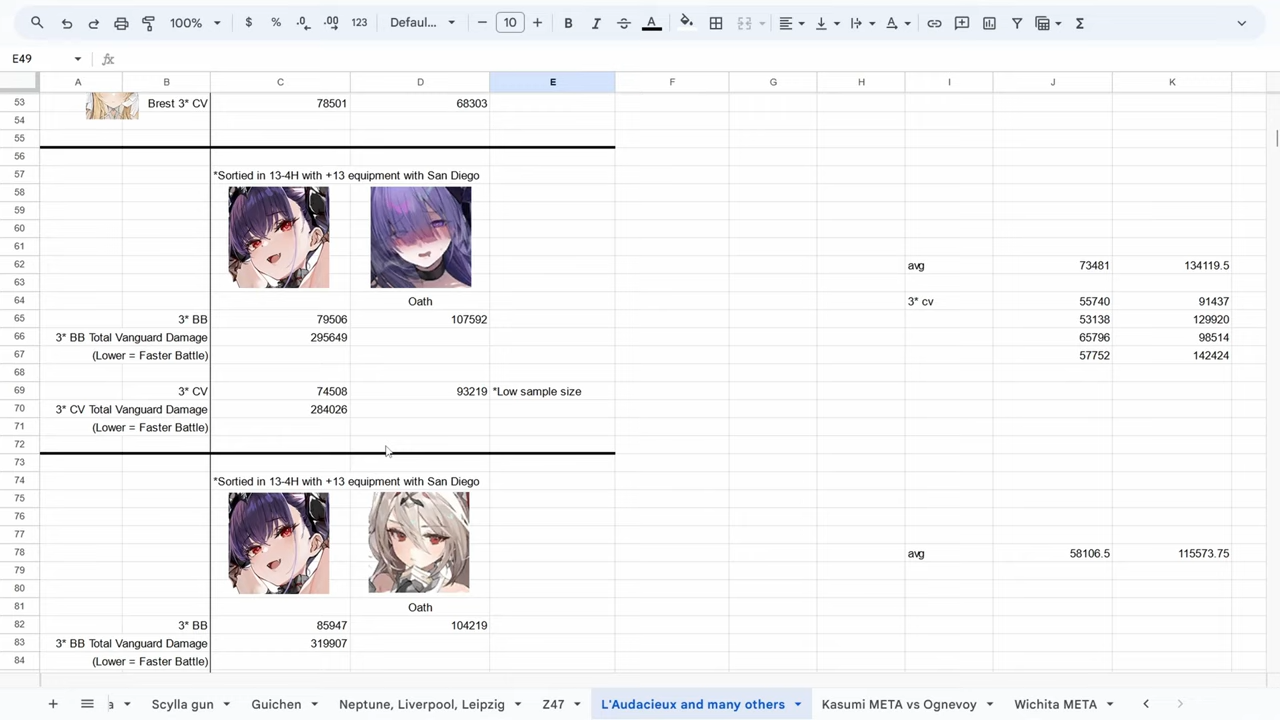 100% $ % .0 .00 123 Defaul... 10 B I A Σ
E49 fx
A B C D E F G H I J K
53 Brest 3* CV 78501 68303
54
55
56
57 *Sortied in 13-4H with +13 equipment with San Diego
58
59
60
61
62 avg 73481 134119.5
63
64 Oath 3* cv 55740 91437
65 3* BB 79506 107592 53138 129920
66 3* BB Total Vanguard Damage 295649 65796 98514
67 (Lower = Faster Battle) 57752 142424
68
69 3* CV 74508 93219 *Low sample size
70 3* CV Total Vanguard Damage 284026
71 (Lower = Faster Battle)
72
73
74 *Sortied in 13-4H with +13 equipment with San Diego
75
76
77
78 avg 58106.5 115573.75
79
80
81 Oath
82 3* BB 85947 104219
83 3* BB Total Vanguard Damage 319907
84 (Lower = Faster Battle)
a Scylla gun Guichen Neptune, Liverpool, Leipzig Z47 L'Audacieux and many others Kasumi META vs Ognevoy Wichita META